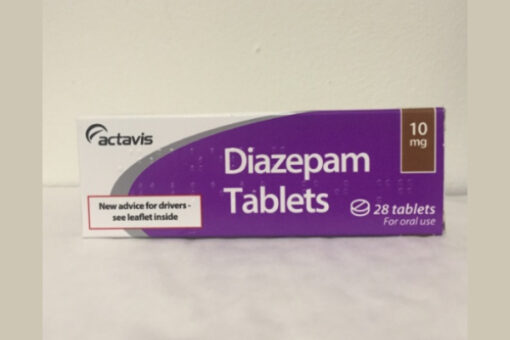 actavis
Diazepam
Tablets
10
mg
New advice for drivers -
see leaflet inside
28 tablets
For oral use